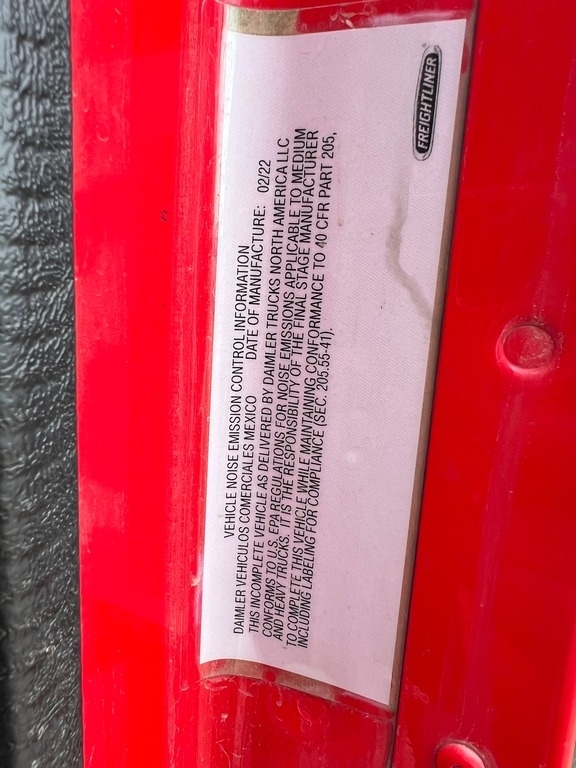 VEHICLE NOISE EMISSION CONTROL INFORMATION
DAIMLER VEHICULOS COMERCIALES MEXICO DATE OF MANUFACTURE: 02/22
THIS INCOMPLETE VEHICLE AS DELIVERED BY DAIMLER TRUCKS NORTH AMERICA LLC
CONFORMS TO U.S. EPA REGULATIONS FOR NOISE EMISSIONS APPLICABLE TO MEDIUM
AND HEAVY TRUCKS. IT IS THE RESPONSIBILITY OF THE FINAL STAGE MANUFACTURER
TO COMPLETE THIS VEHICLE WHILE MAINTAINING CONFORMANCE TO 40 CFR PART 205,
INCLUDING LABELING FOR COMPLIANCE (SEC. 205.55-41).
FREIGHTLINER